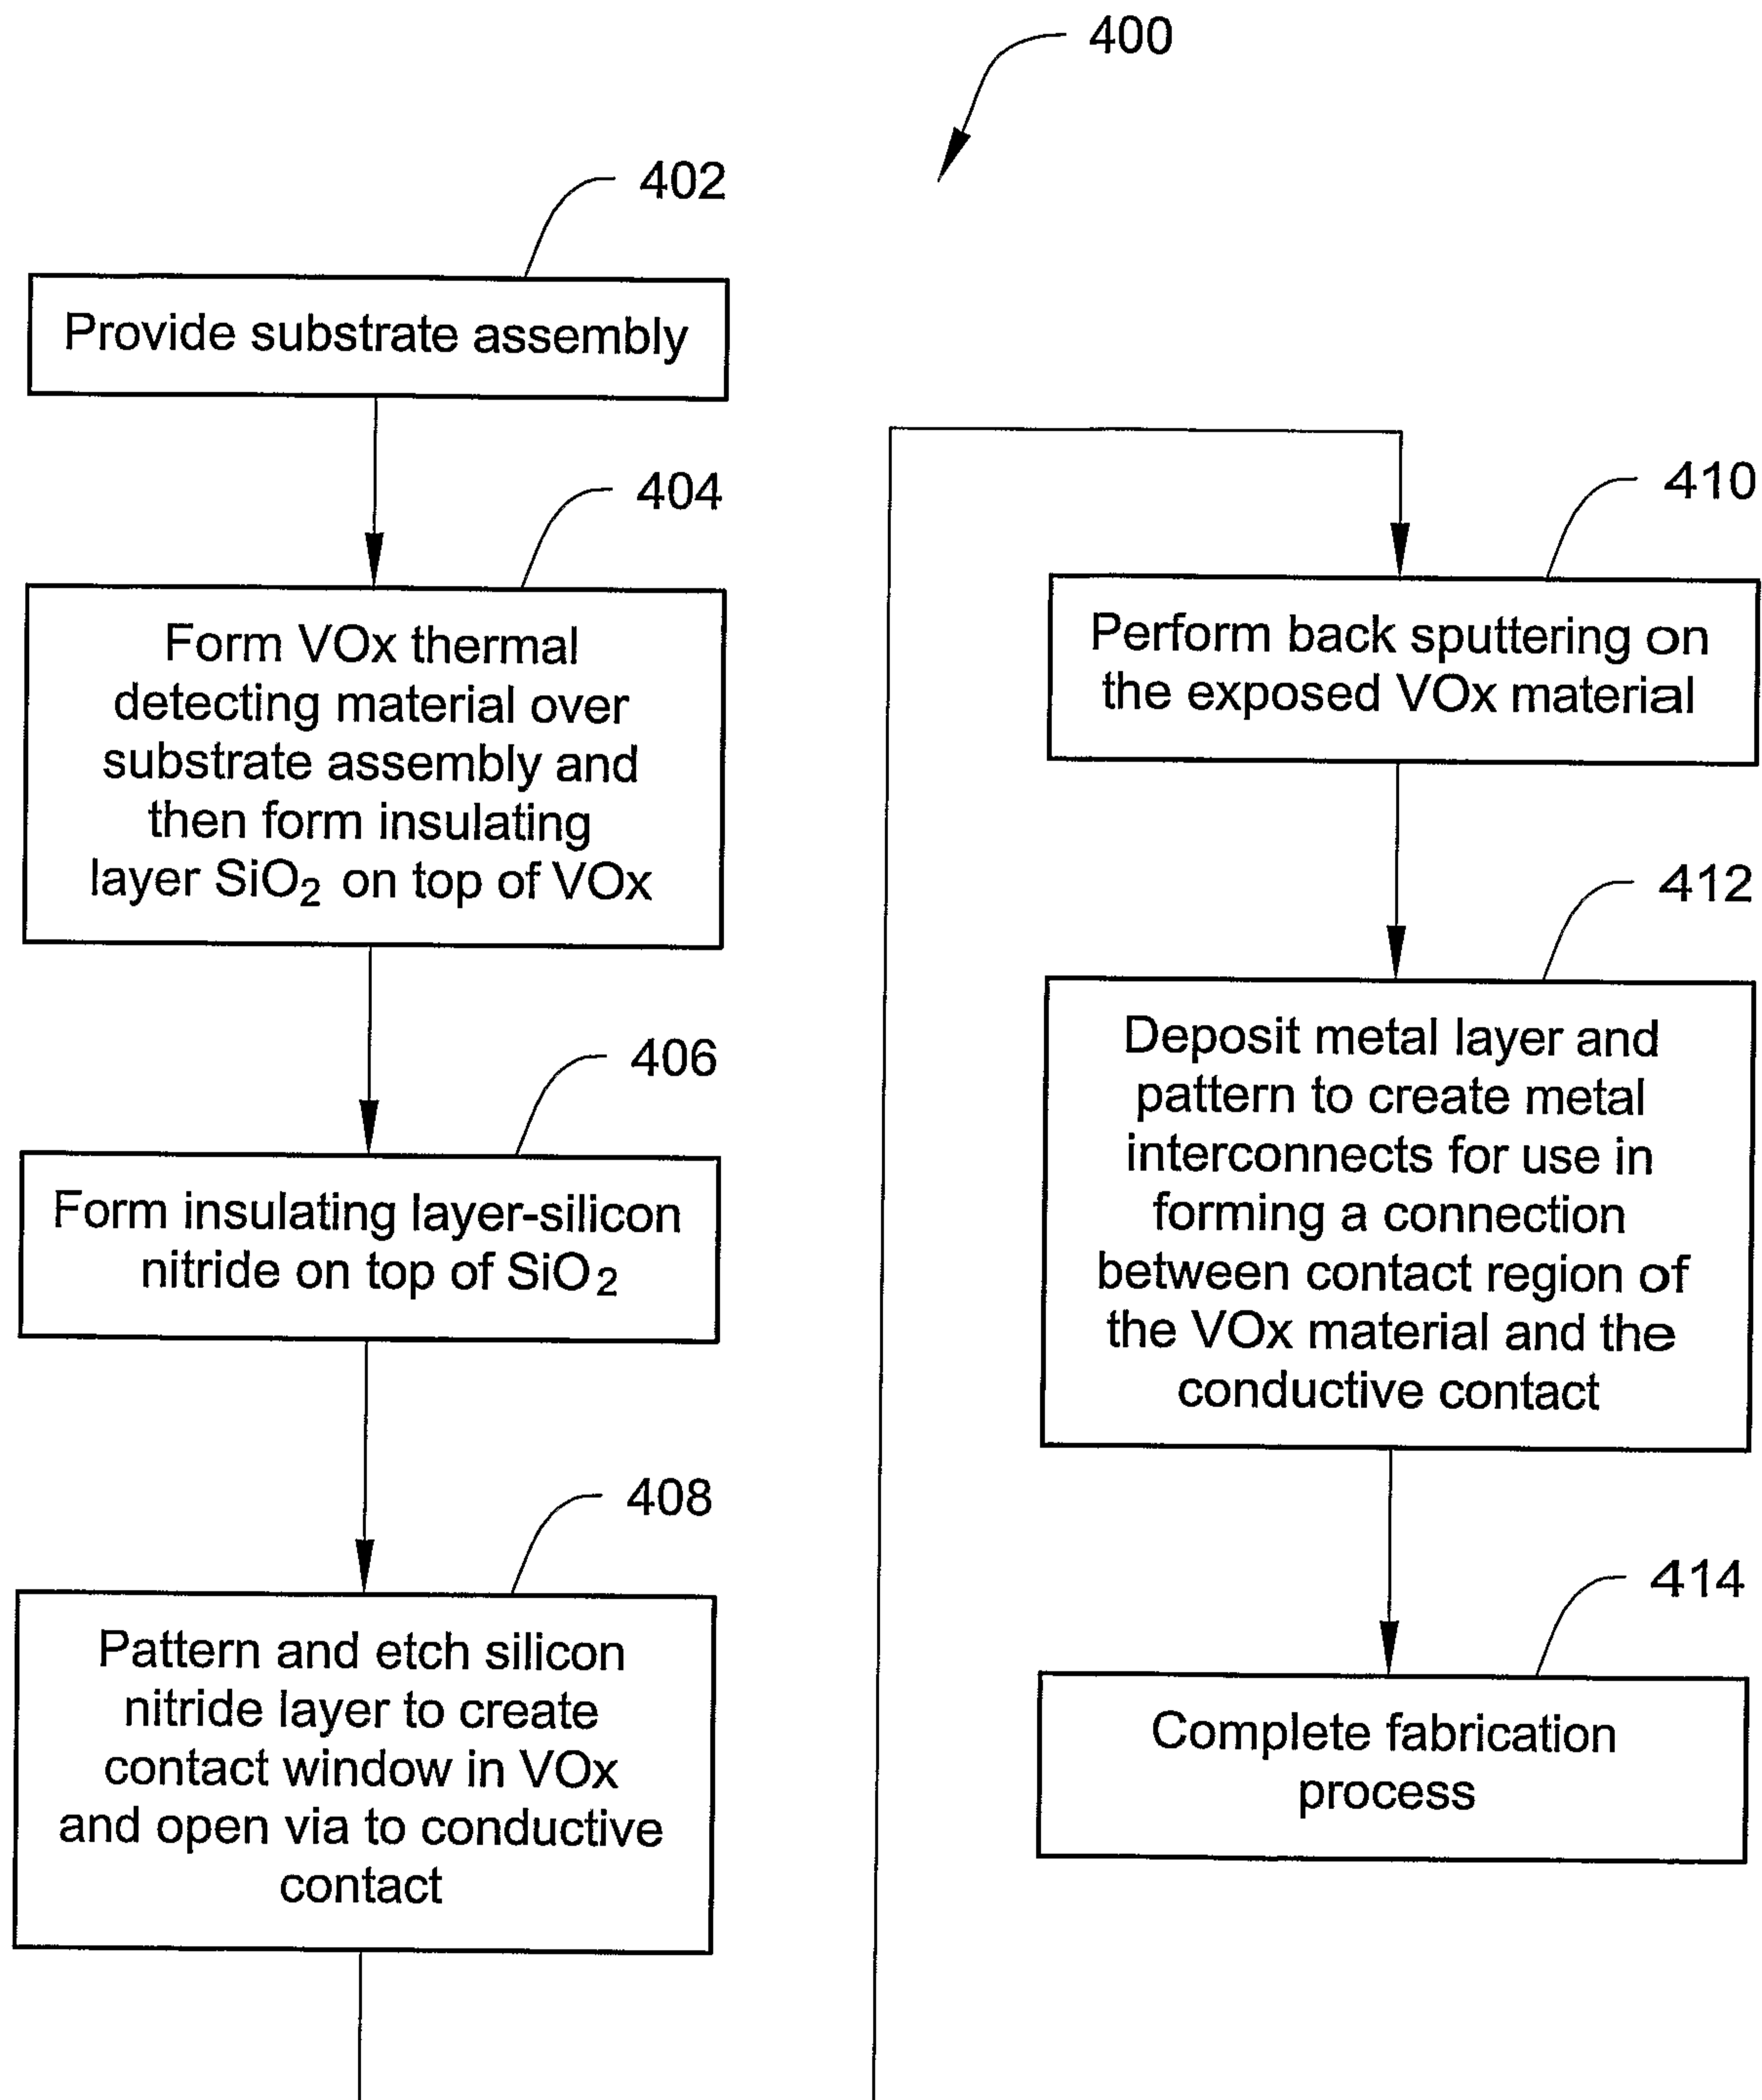 400
402
Provide substrate assembly
404
Form VOx thermal
detecting material over
substrate assembly and
then form insulating
layer SiO₂ on top of VOx
406
Form insulating layer-silicon
nitride on top of SiO₂
408
Pattern and etch silicon
nitride layer to create
contact window in VOx
and open via to conductive
contact
410
Perform back sputtering on
the exposed VOx material
412
Deposit metal layer and
pattern to create metal
interconnects for use in
forming a connection
between contact region of
the VOx material and the
conductive contact
414
Complete fabrication
process